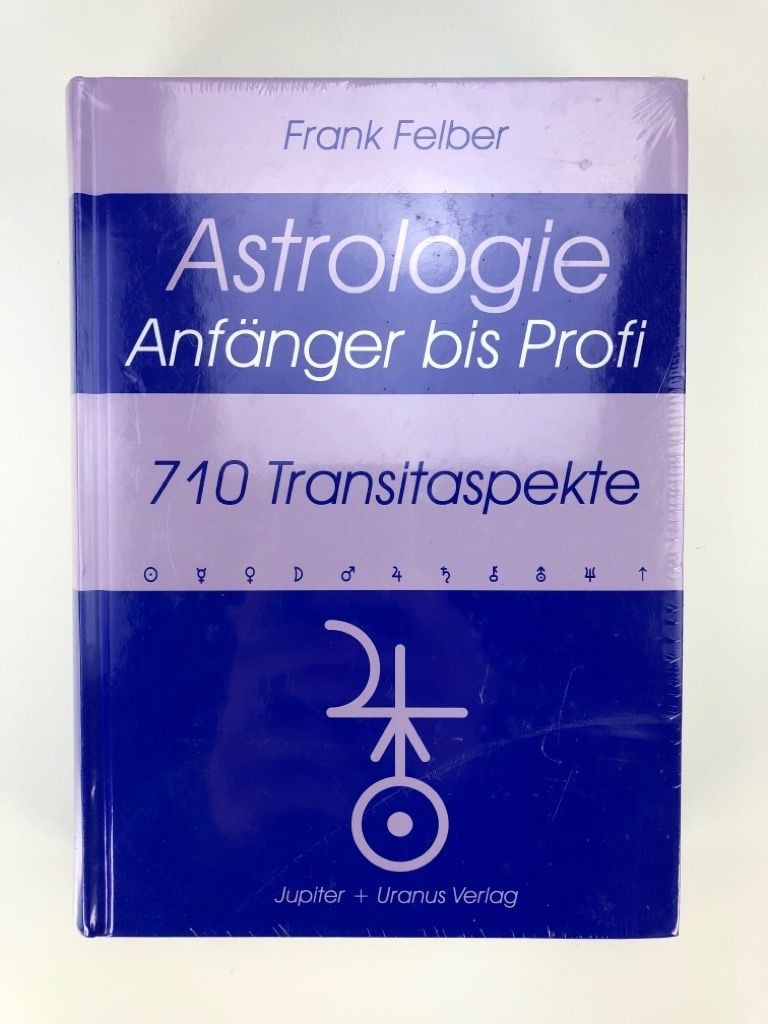 Frank Felber
Astrologie
Anfänger bis Profi
710 Transitaspekte
☉ ☿ ♀ ☽ ♂ ♃ ♄ ⚷ ⛢ ♆ ↑
Jupiter + Uranus Verlag